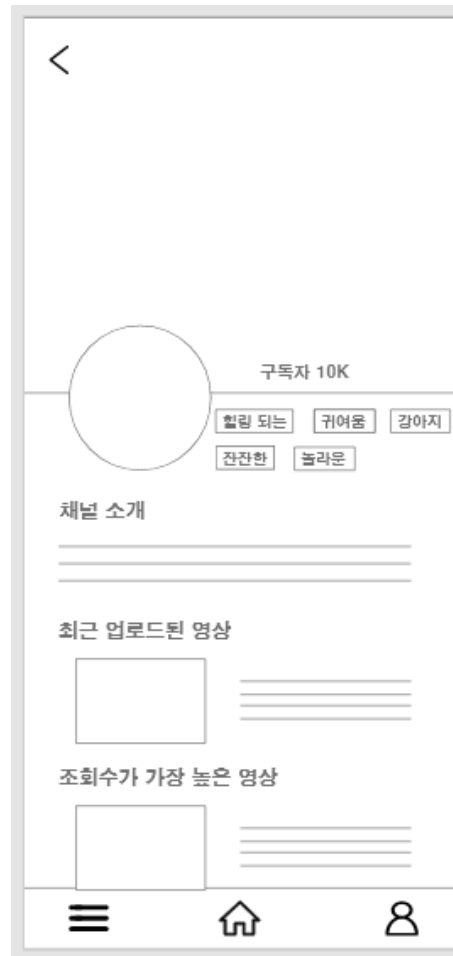 구독자 10K
힐링 되는 귀여움 강아지
잔잔한 놀라운
채널 소개
최근 업로드된 영상
조회수가 가장 높은 영상